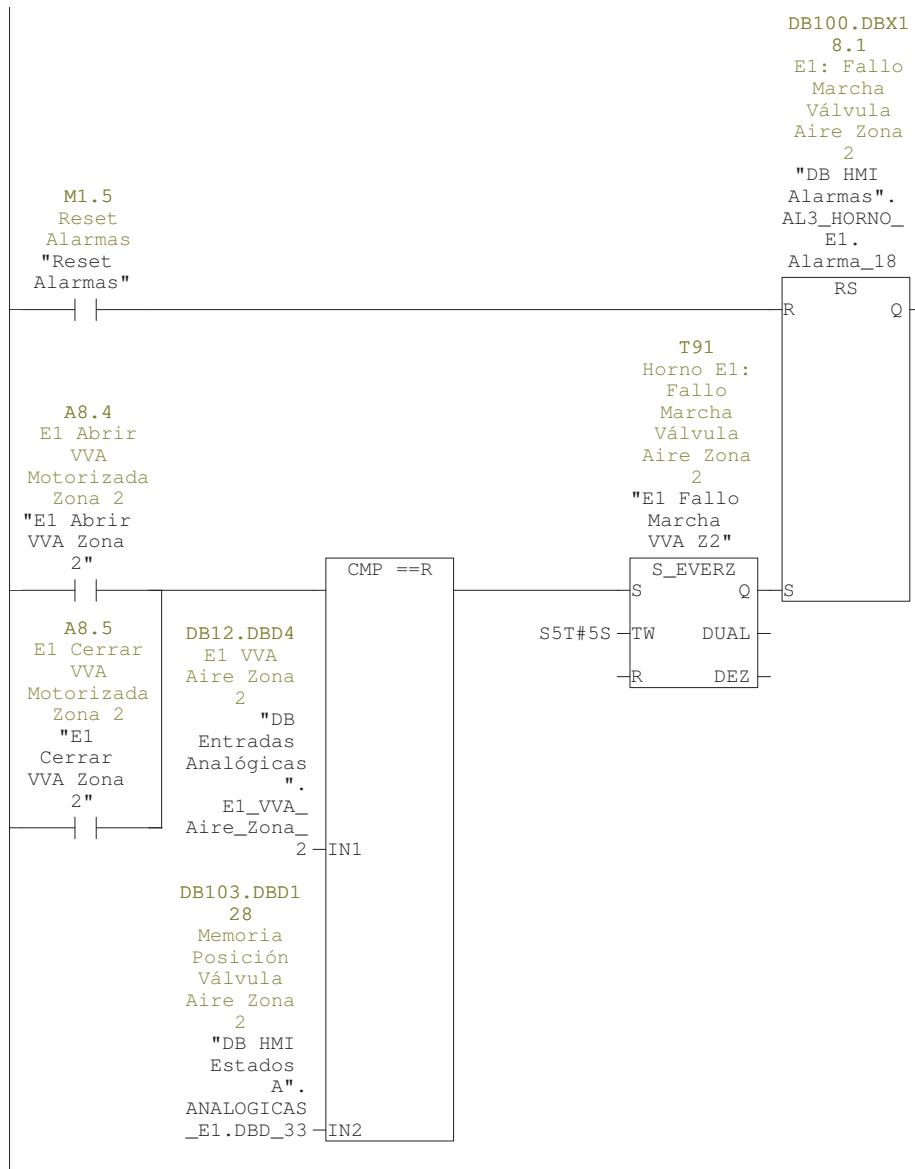 DB100.DBX1
8.1
E1: Fallo
Marcha
Válvula
Aire Zona
2
"DB HMI
Alarmas".
AL3_HORNO_
E1.
Alarma_18
M1.5
Reset
Alarmas
"Reset
Alarmas"
RS
R Q
T91
Horno E1:
Fallo
Marcha
Válvula
Aire Zona
2
"E1 Fallo
Marcha
VVA Z2"
A8.4
E1 Abrir
VVA
Motorizada
Zona 2
"E1 Abrir
VVA Zona
2"
CMP ==R
S_EVERZ
S Q
S
S5T#5S TW DUAL
R DEZ
A8.5
E1 Cerrar
VVA
Motorizada
Zona 2
"E1
Cerrar
VVA Zona
2"
DB12.DBD4
E1 VVA
Aire Zona
2
"DB
Entradas
Analógicas
".
E1_VVA_
Aire_Zona_
2 IN1
DB103.DBD1
28
Memoria
Posición
Válvula
Aire Zona
2
"DB HMI
Estados
A".
ANALOGICAS
_E1.DBD_33 IN2